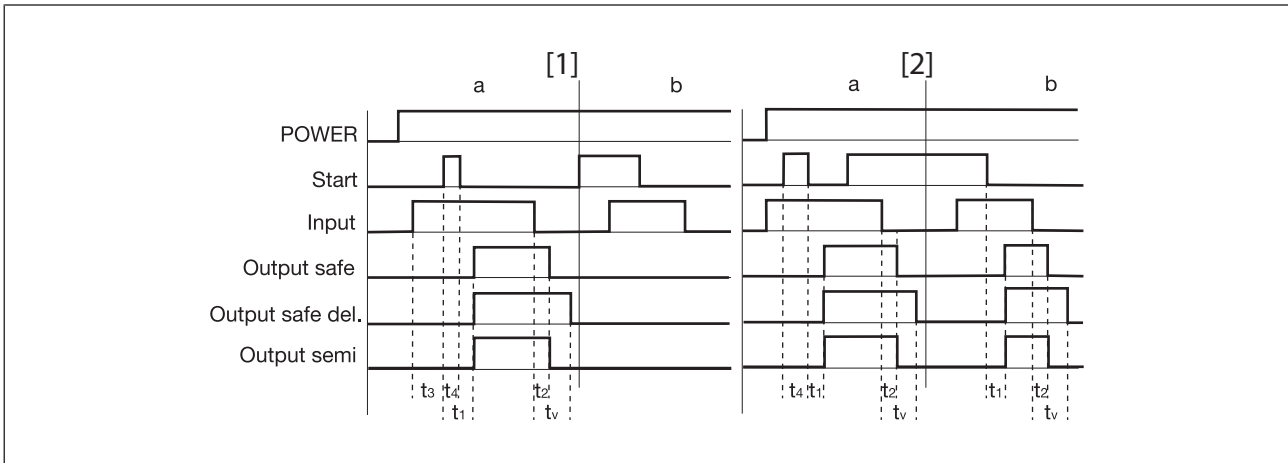 [1] [2]
a b a b
POWER
Start
Input
Output safe
Output safe del.
Output semi
t3 t4 t2 t4 t1 t2 t1 t2
t1 tv tv tv